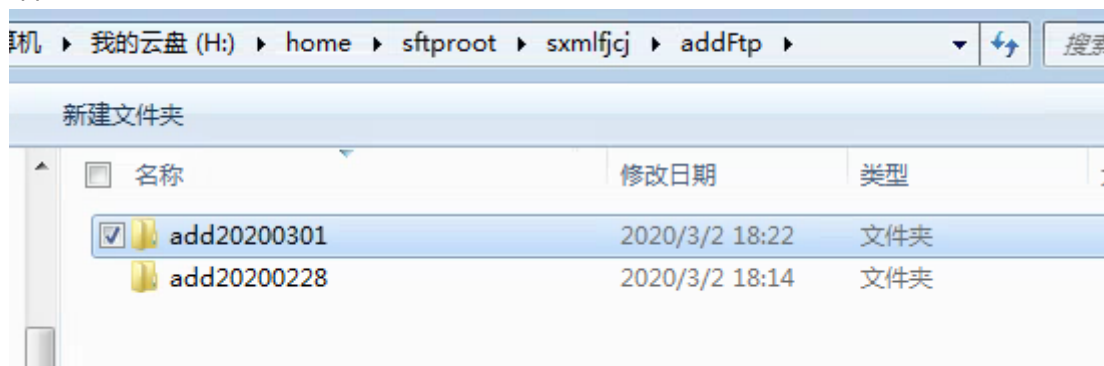 我的云盘 (H:) ▸ home ▸ sftproot ▸ sxmlfjcj ▸ addFtp ▸
新建文件夹
名称 修改日期 类型
add20200301 2020/3/2 18:22 文件夹
add20200228 2020/3/2 18:14 文件夹